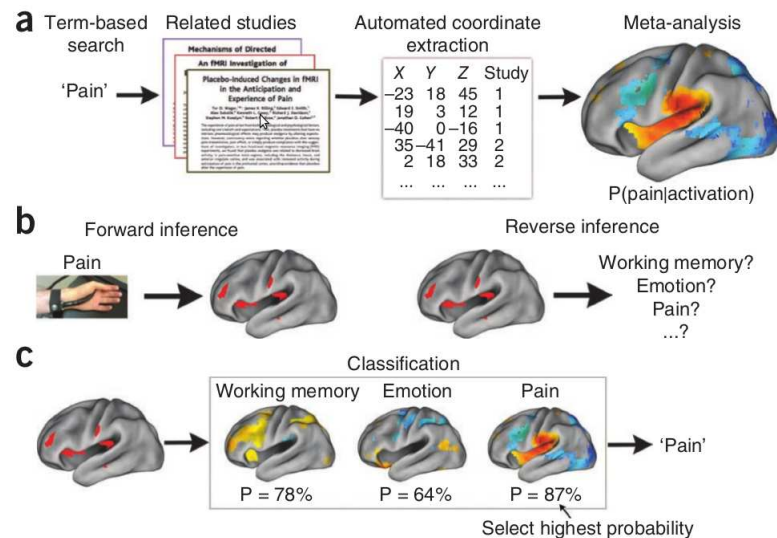 a
Term-based search
Related studies
Automated coordinate extraction
Meta-analysis
'Pain'
Mechanisms of Directed
An fMRI Investigation of
Placebo-Induced Changes in fMRI
in the Anticipation and
Experience of Pain
X Y Z Study
–23 18 45 1
19 3 12 1
–40 0 –16 1
35 –41 29 2
2 18 33 2
... ... ... ...
P(pain|activation)
b
Forward inference
Reverse inference
Pain
Working memory?
Emotion?
Pain?
...?
c
Classification
Working memory
Emotion
Pain
P = 78%
P = 64%
P = 87%
'Pain'
Select highest probability